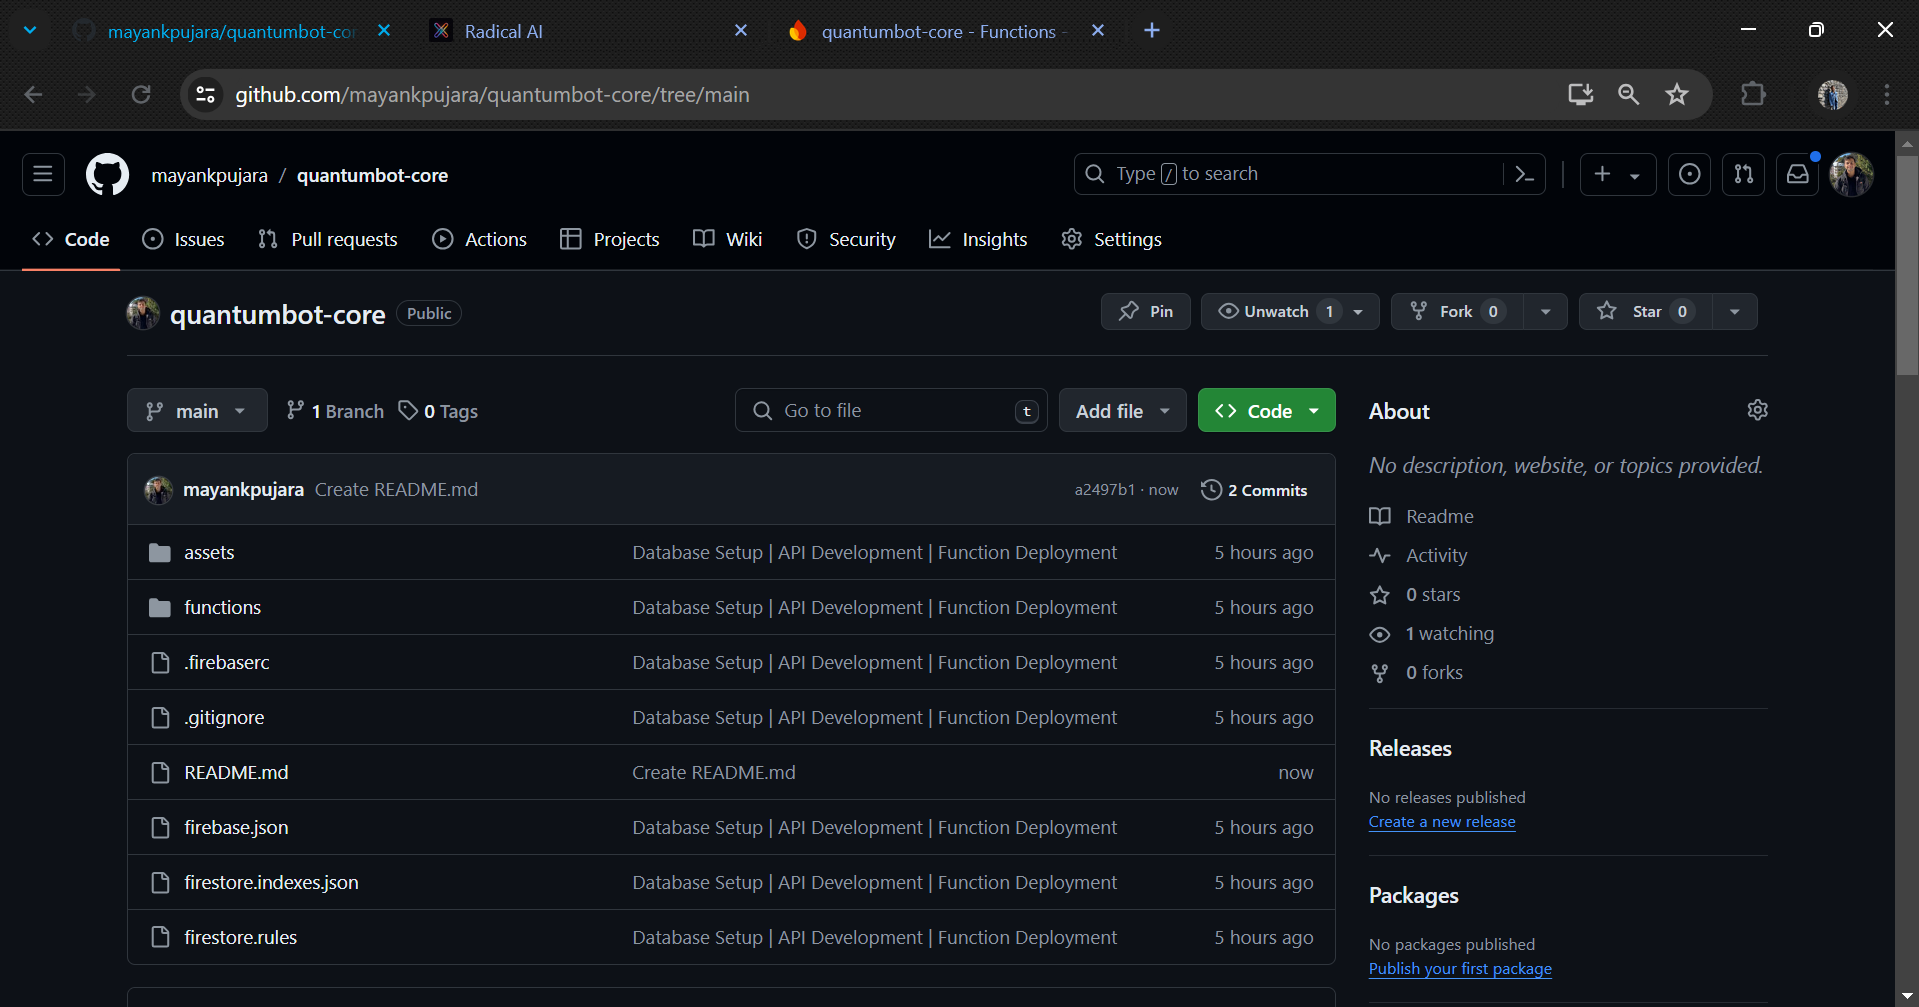 mayankpujara/quantumbot-cor
Radical AI
quantumbot-core - Functions -
github.com/mayankpujara/quantumbot-core/tree/main
mayankpujara / quantumbot-core
Type / to search
Code Issues Pull requests Actions Projects Wiki Security Insights Settings
quantumbot-core Public
Pin Unwatch 1 Fork 0 Star 0
main 1 Branch 0 Tags
Go to file t
Add file
Code
mayankpujara Create README.md a2497b1 · now 2 Commits
assets Database Setup | API Development | Function Deployment 5 hours ago
functions Database Setup | API Development | Function Deployment 5 hours ago
.firebaserc Database Setup | API Development | Function Deployment 5 hours ago
.gitignore Database Setup | API Development | Function Deployment 5 hours ago
README.md Create README.md now
firebase.json Database Setup | API Development | Function Deployment 5 hours ago
firestore.indexes.json Database Setup | API Development | Function Deployment 5 hours ago
firestore.rules Database Setup | API Development | Function Deployment 5 hours ago
About
No description, website, or topics provided.
Readme
Activity
0 stars
1 watching
0 forks
Releases
No releases published
Create a new release
Packages
No packages published
Publish your first package